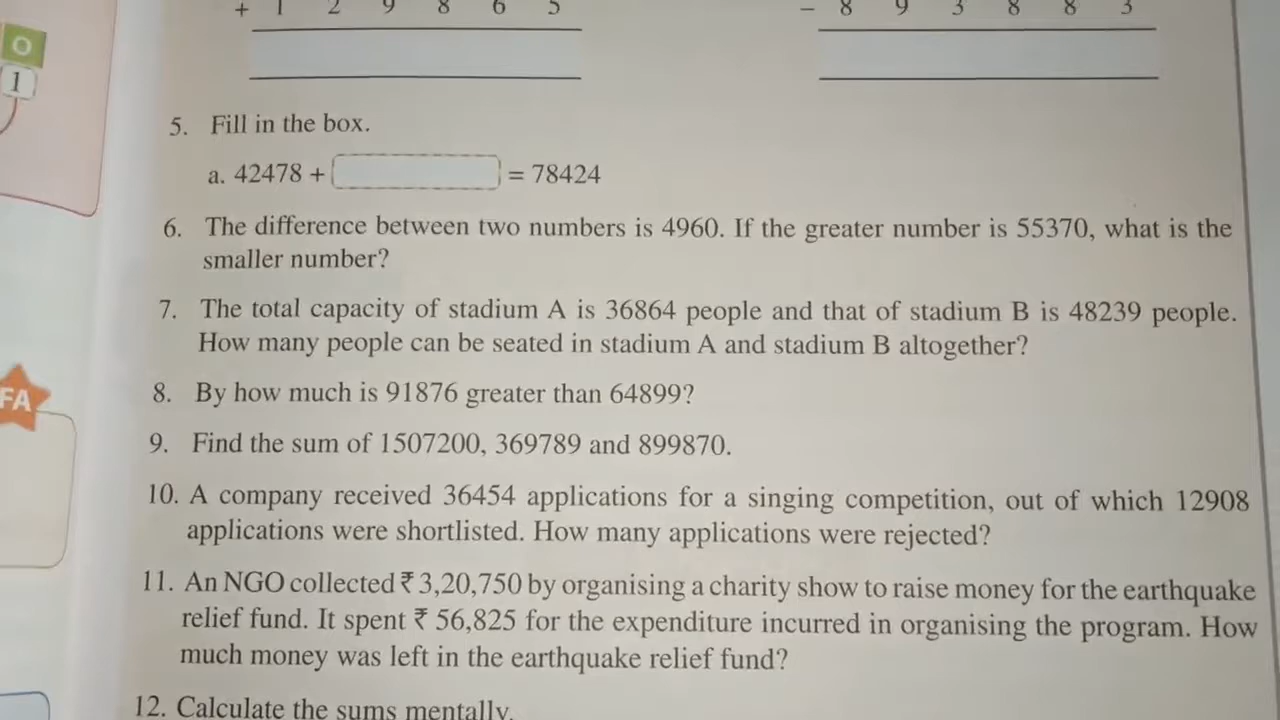 + 1 2 9 8 6 5
- 8 9 3 8 8 3
O
1
5. Fill in the box.
a. 42478 + = 78424
6. The difference between two numbers is 4960. If the greater number is 55370, what is the
smaller number?
7. The total capacity of stadium A is 36864 people and that of stadium B is 48239 people.
How many people can be seated in stadium A and stadium B altogether?
FA
8. By how much is 91876 greater than 64899?
9. Find the sum of 1507200, 369789 and 899870.
10. A company received 36454 applications for a singing competition, out of which 12908
applications were shortlisted. How many applications were rejected?
11. An NGO collected ₹ 3,20,750 by organising a charity show to raise money for the earthquake
relief fund. It spent ₹ 56,825 for the expenditure incurred in organising the program. How
much money was left in the earthquake relief fund?
12. Calculate the sums mentally.